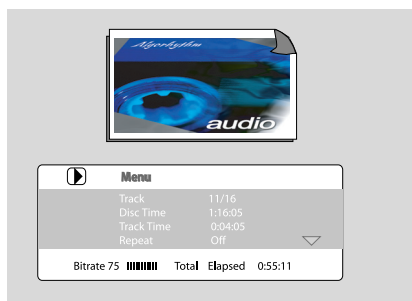 Algorhythm
audio
Menu
Track 11/16
Disc Time 1:16:05
Track Time 0:04:05
Repeat Off
Bitrate 75 Total Elapsed 0:55:11